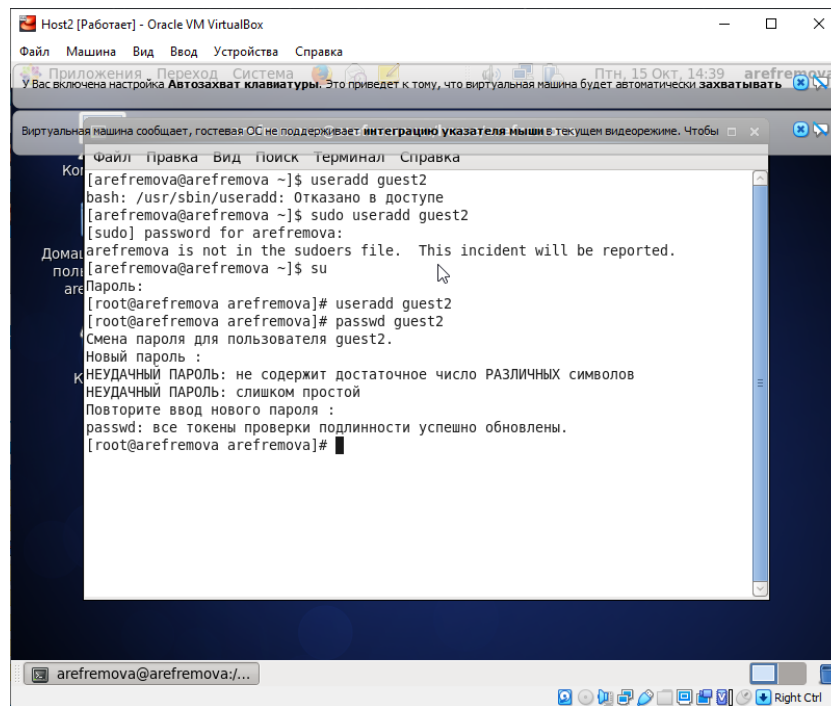 Host2 [Работает] - Oracle VM VirtualBox
Файл Машина Вид Ввод Устройства Справка
Приложения Переход Система Птн, 15 Окт, 14:39 arefremova
У Вас включена настройка Автозахват клавиатуры. Это приведет к тому, что виртуальная машина будет автоматически захватывать
Виртуальная машина сообщает, гостевая ОС не поддерживает интеграцию указателя мыши в текущем видеорежиме. Чтобы
Файл Правка Вид Поиск Терминал Справка
[arefremova@arefremova ~]$ useradd guest2
bash: /usr/sbin/useradd: Отказано в доступе
[arefremova@arefremova ~]$ sudo useradd guest2
[sudo] password for arefremova:
arefremova is not in the sudoers file.  This incident will be reported.
[arefremova@arefremova ~]$ su
Пароль:
[root@arefremova arefremova]# useradd guest2
[root@arefremova arefremova]# passwd guest2
Смена пароля для пользователя guest2.
Новый пароль :
НЕУДАЧНЫЙ ПАРОЛЬ: не содержит достаточное число РАЗЛИЧНЫХ символов
НЕУДАЧНЫЙ ПАРОЛЬ: слишком простой
Повторите ввод нового пароля :
passwd: все токены проверки подлинности успешно обновлены.
[root@arefremova arefremova]#
arefremova@arefremova:/...
Right Ctrl